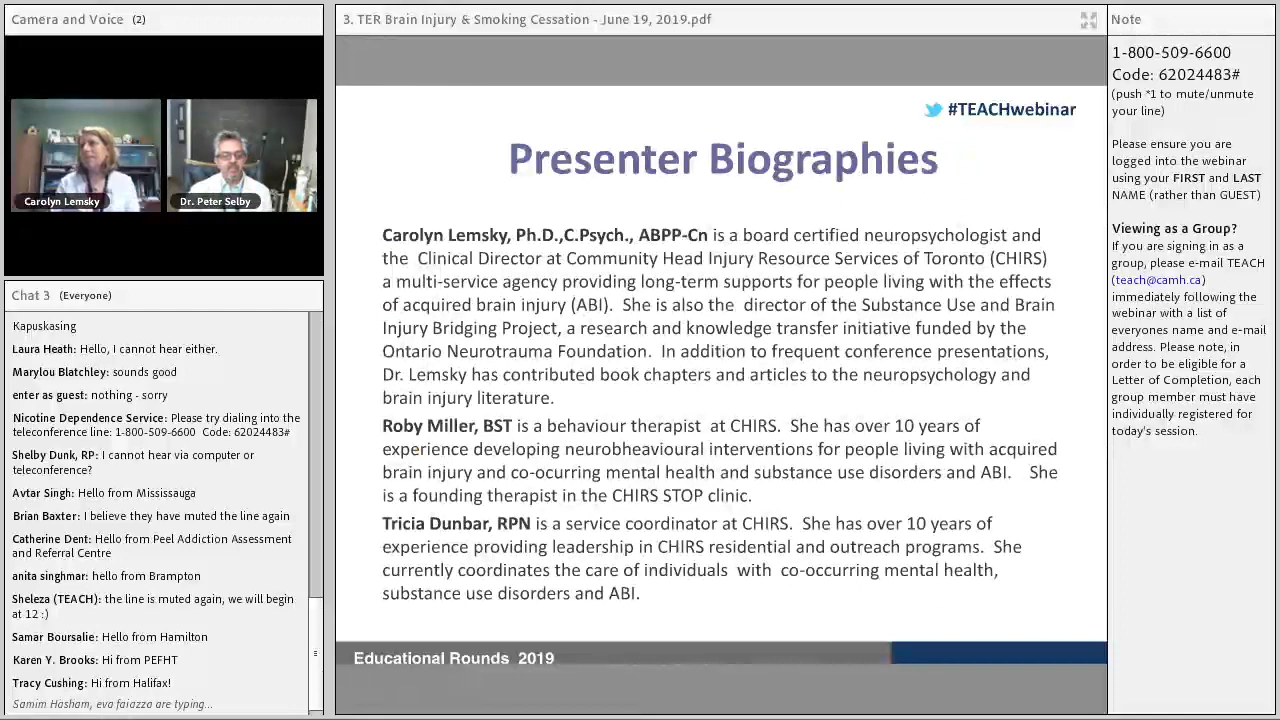 Camera and Voice (2)
Carolyn Lemsky
Dr. Peter Selby
Chat 3 (Everyone)
Kapuskasing
Laura Heath: Hello, I cannot hear either.
Marylou Blatchley: sounds good
enter as guest: nothing - sorry
Nicotine Dependence Service: Please try dialing into the
teleconference line: 1-800-509-6600 Code: 62024483#
Shelby Dunk, RP: I cannot hear via computer or
teleconference?
Avtar Singh: Hello from Mississauga
Brian Baxter: I believe they have muted the line again
Catherine Dent: Hello from Peel Addiction Assessment
and Referral Centre
anita singhmar: hello from Brampton
Sheleza (TEACH): the line is muted again, we will begin
at 12 :)
Samar Boursalie: Hello from Hamilton
Karen Y. Brooks: Hi from PEFHT
Tracy Cushing: Hi from Halifax!
Samim Hasham, eva faiazza are typing...
3. TER Brain Injury & Smoking Cessation - June 19, 2019.pdf
#TEACHwebinar
Presenter Biographies
Carolyn Lemsky, Ph.D.,C.Psych., ABPP-Cn is a board certified neuropsychologist and
the Clinical Director at Community Head Injury Resource Services of Toronto (CHIRS)
a multi-service agency providing long-term supports for people living with the effects
of acquired brain injury (ABI). She is also the director of the Substance Use and Brain
Injury Bridging Project, a research and knowledge transfer initiative funded by the
Ontario Neurotrauma Foundation. In addition to frequent conference presentations,
Dr. Lemsky has contributed book chapters and articles to the neuropsychology and
brain injury literature.
Roby Miller, BST is a behaviour therapist at CHIRS. She has over 10 years of
experience developing neurobheavioural interventions for people living with acquired
brain injury and co-ocurring mental health and substance use disorders and ABI. She
is a founding therapist in the CHIRS STOP clinic.
Tricia Dunbar, RPN is a service coordinator at CHIRS. She has over 10 years of
experience providing leadership in CHIRS residential and outreach programs. She
currently coordinates the care of individuals with co-occurring mental health,
substance use disorders and ABI.
Educational Rounds 2019
Note
1-800-509-6600
Code: 62024483#
(push *1 to mute/unmute
your line)
Please ensure you are
logged into the webinar
using your FIRST and LAST
NAME (rather than GUEST)
Viewing as a Group?
If you are signing in as a
group, please e-mail TEACH
(teach@camh.ca)
immediately following the
webinar with a list of
everyones name and e-mail
address. Please note, in
order to be eligible for a
Letter of Completion, each
group member must have
individually registered for
today's session.